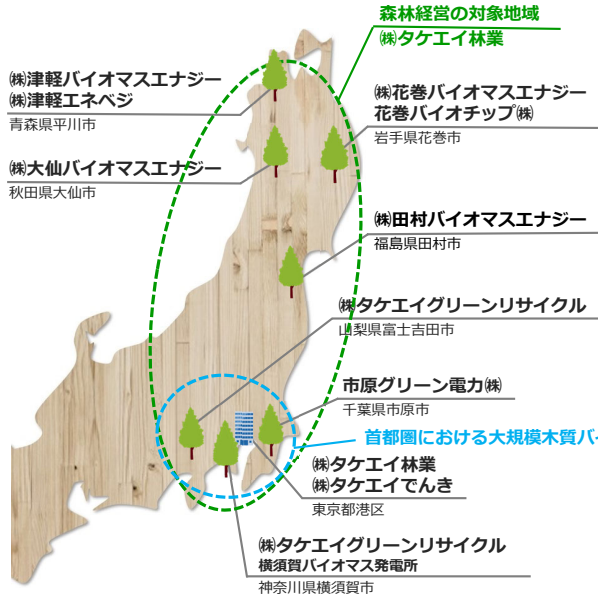 森林経営の対象地域
㈱タケエイ林業
㈱津軽バイオマスエナジー
㈱津軽エネベジ
青森県平川市
㈱花巻バイオマスエナジー
花巻バイオチップ㈱
岩手県花巻市
㈱大仙バイオマスエナジー
秋田県大仙市
㈱田村バイオマスエナジー
福島県田村市
㈱タケエイグリーンリサイクル
山梨県富士吉田市
市原グリーン電力㈱
千葉県市原市
首都圏における大規模木質バ
㈱タケエイ林業
㈱タケエイでんき
東京都港区
㈱タケエイグリーンリサイクル
横須賀バイオマス発電所
神奈川県横須賀市